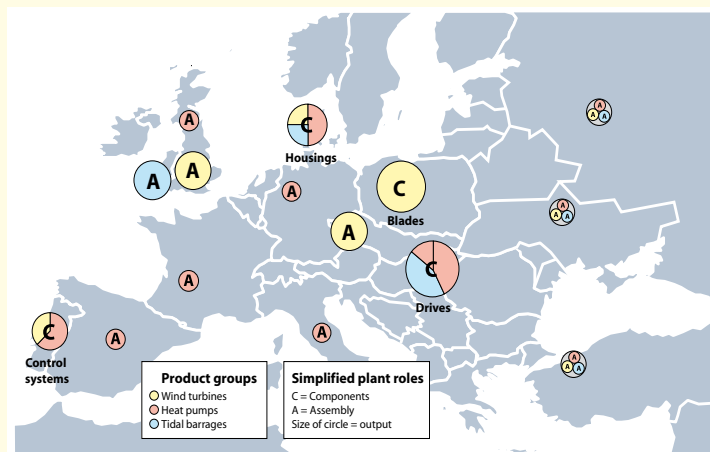 A
A
A
C
Housings
A
A
A
A
C
Blades
A
A
A
A
A
C
Drives
A
C
Control
systems
A
A
A
A
A
Product groups
Wind turbines
Heat pumps
Tidal barrages
Simplified plant roles
C = Components
A = Assembly
Size of circle = output